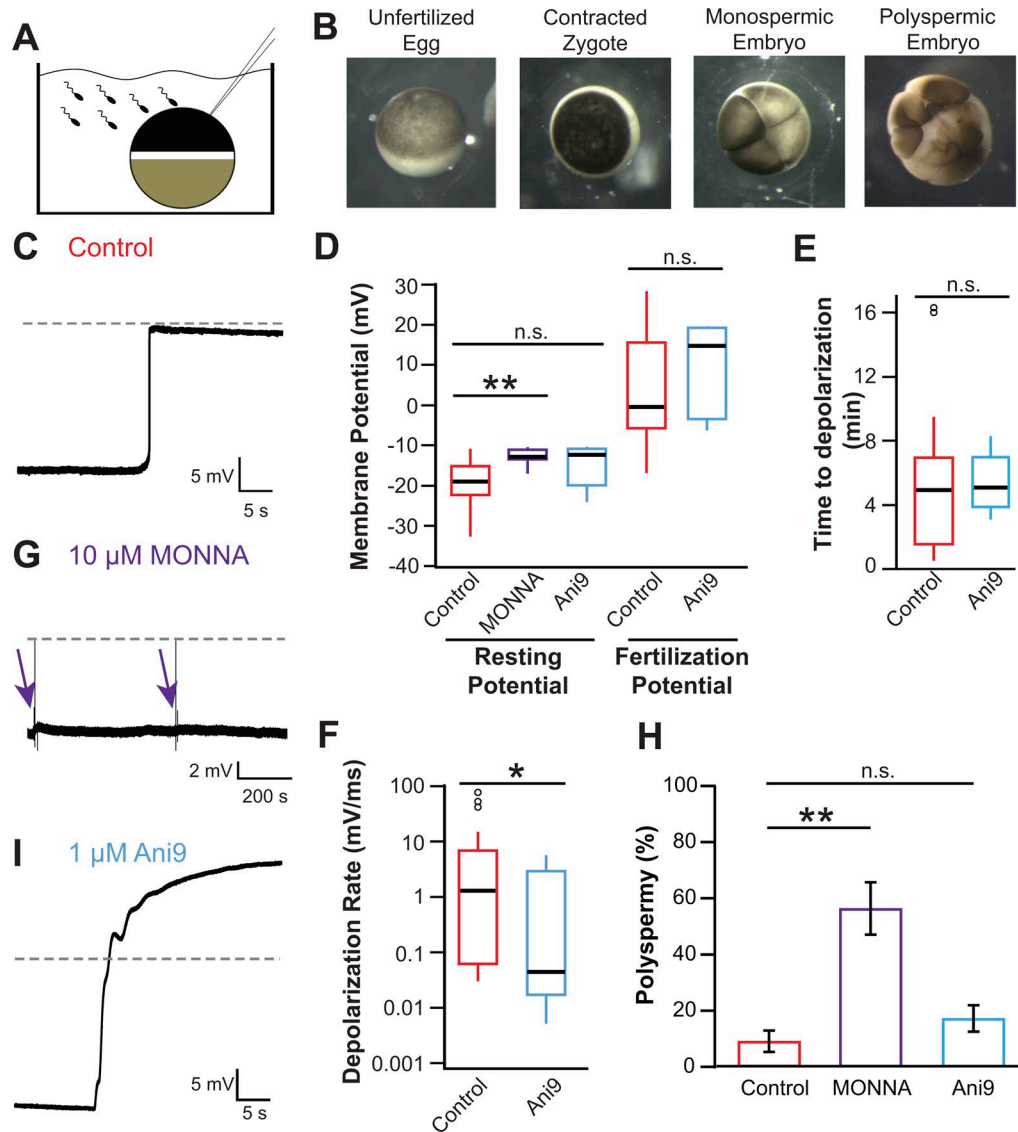 A
B
Unfertilized
Egg
Contracted
Zygote
Monospermic
Embryo
Polyspermic
Embryo
C Control
5 mV
5 s
D
Membrane Potential (mV)
30
20
10
0
-10
-20
-30
-40
n.s.
**
n.s.
Control
MONNA
Ani9
Control
Ani9
Resting
Potential
Fertilization
Potential
E
Time to depolarization
(min)
16
12
8
4
0
n.s.
Control
Ani9
G 10 µM MONNA
2 mV
200 s
F
Depolarization Rate (mV/ms)
100
10
1
0.1
0.01
0.001
*
Control
Ani9
H
Polyspermy (%)
100
80
60
40
20
0
n.s.
**
Control
MONNA
Ani9
I 1 µM Ani9
5 mV
5 s